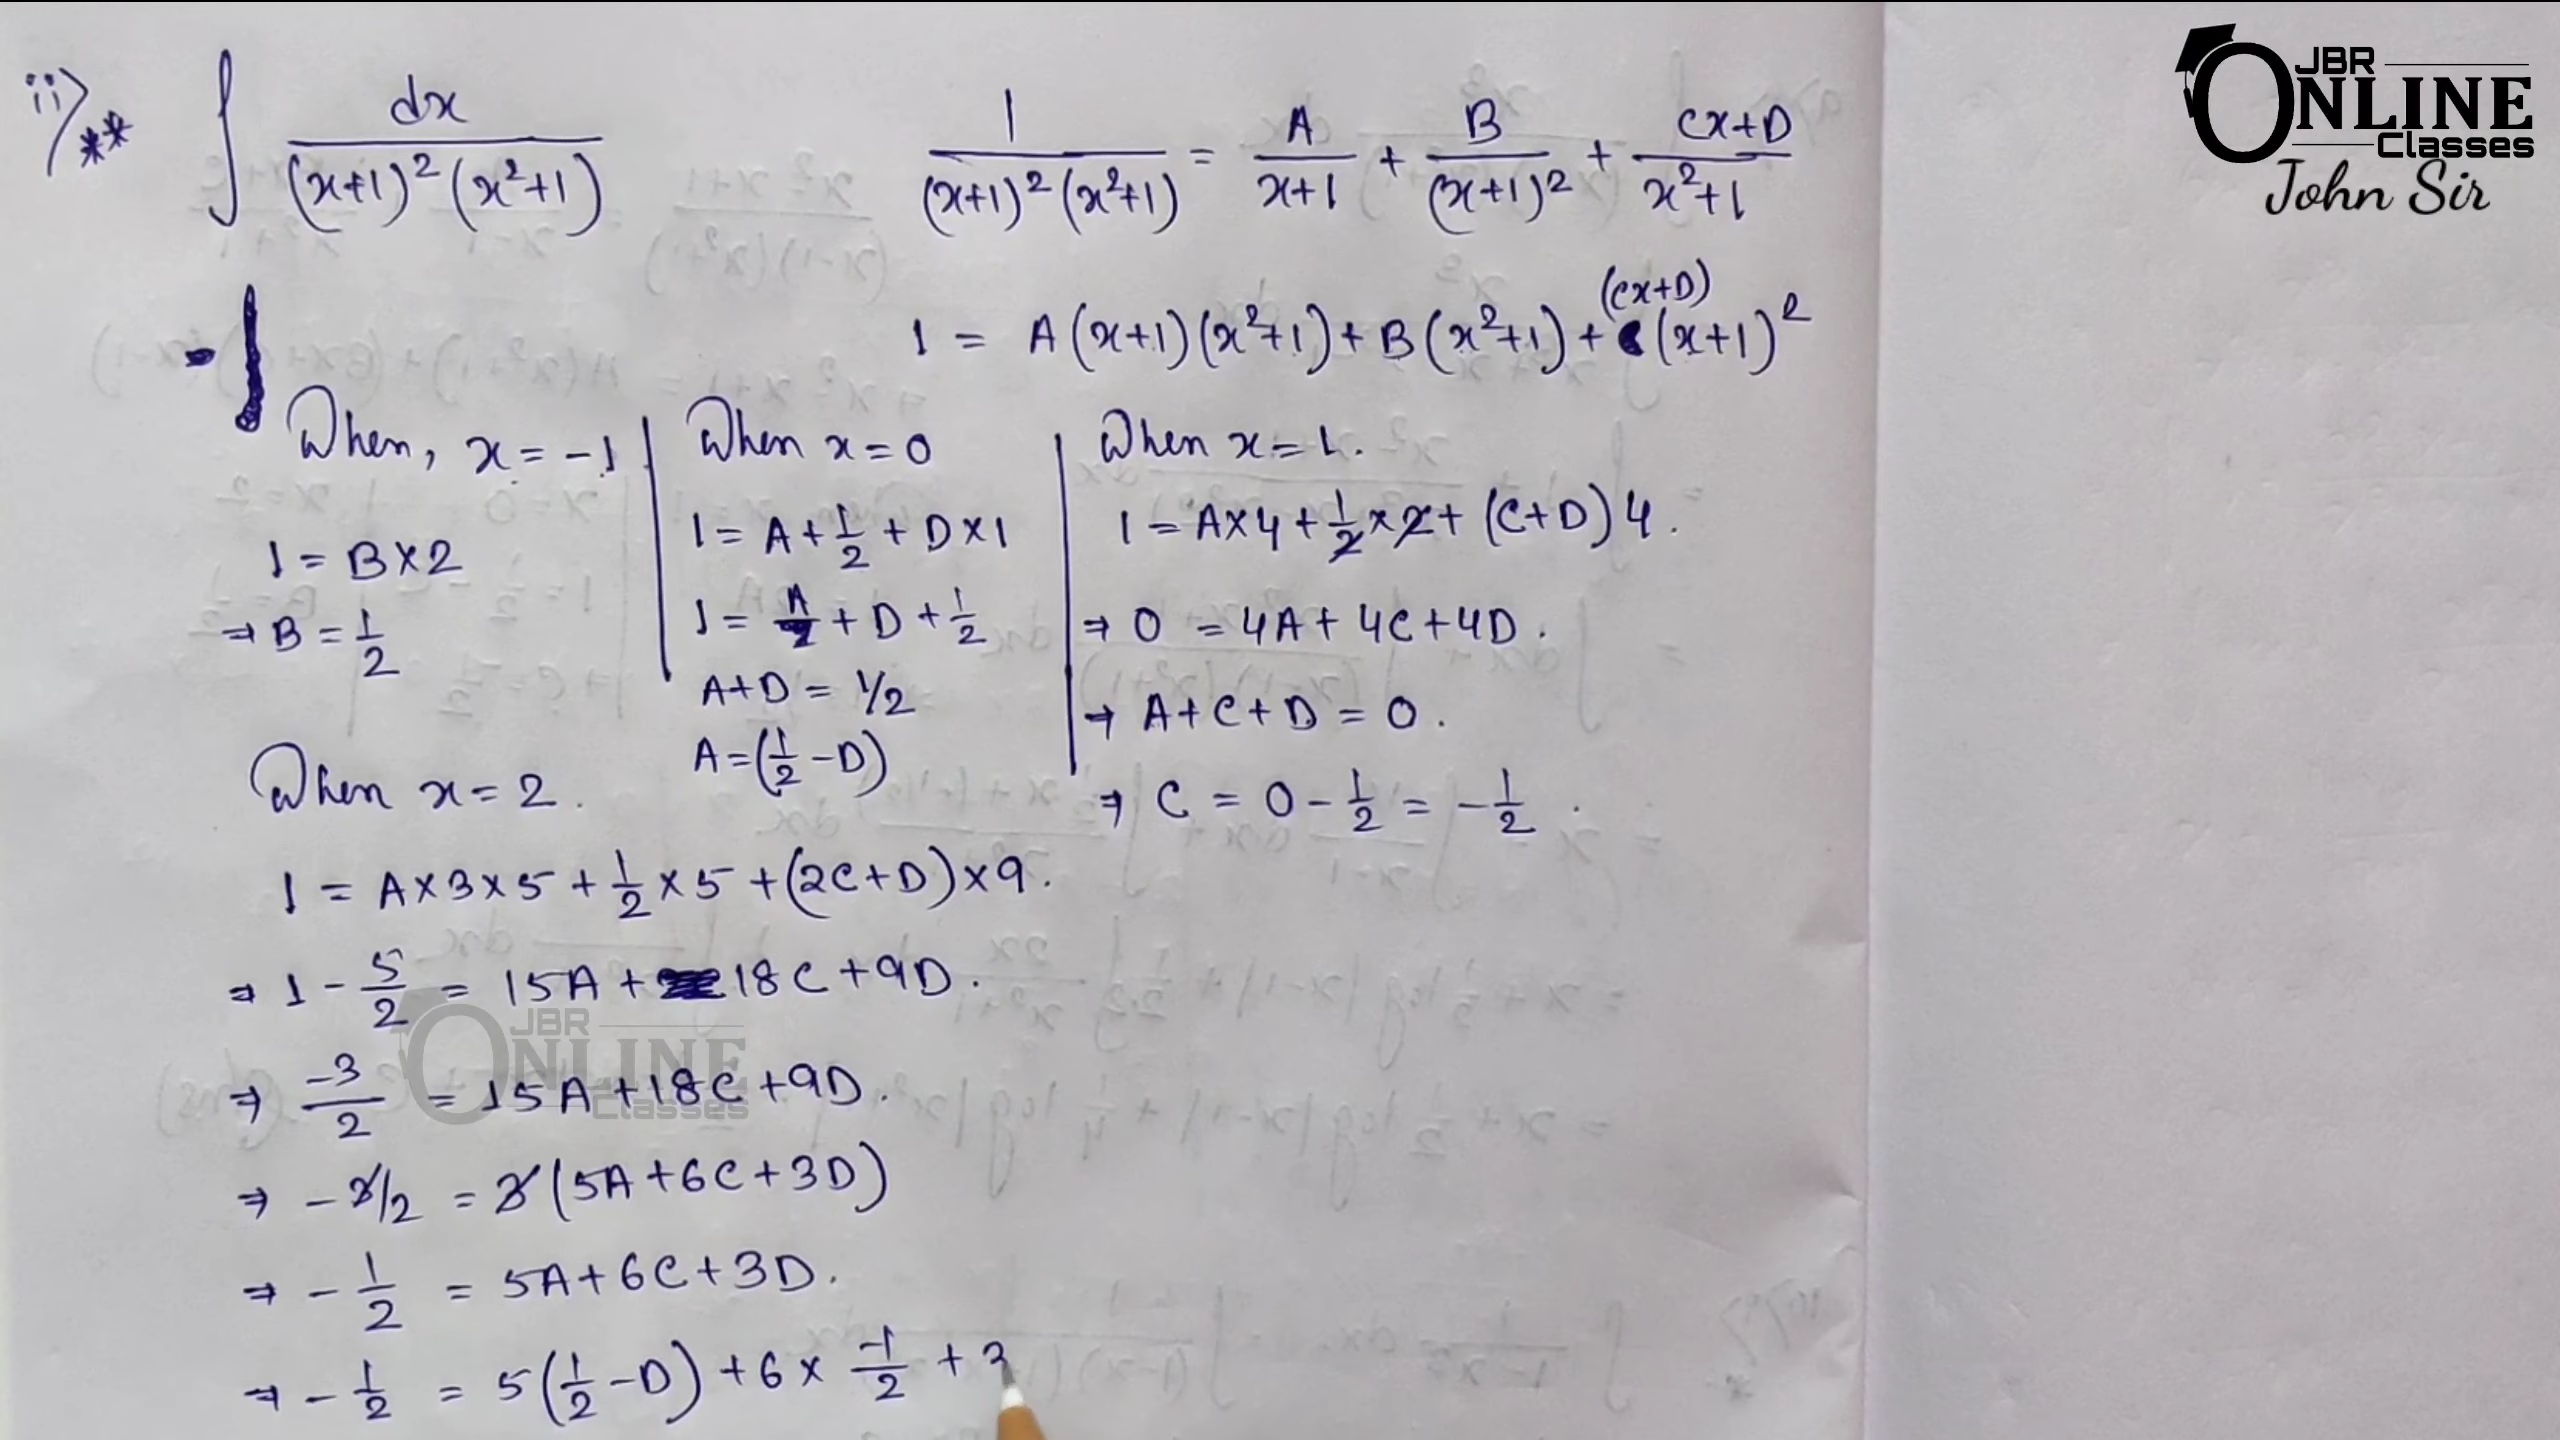 ii) ** ∫ dx / (x+1)² (x²+1)
1 / (x+1)² (x²+1) = A / x+1 + B / (x+1)² + Cx+D / x²+1
1 = A (x+1) (x²+1) + B (x²+1) + (Cx+D) (x+1)²
When, x = -1
1 = B × 2
⇒ B = 1/2
When x = 0
1 = A + 1/2 + D × 1
1 = A + D + 1/2
A + D = 1/2
A = (1/2 - D)
When x = 1.
1 = A × 4 + 1/2 × 2 + (C+D) 4.
⇒ 0 = 4A + 4C + 4D.
⇒ A + C + D = 0.
⇒ C = 0 - 1/2 = -1/2.
When x = 2.
1 = A × 3 × 5 + 1/2 × 5 + (2C+D) × 9.
⇒ 1 - 5/2 = 15A + 18C + 9D.
⇒ -3/2 = 15A + 18C + 9D.
⇒ -3/2 = 3 (5A + 6C + 3D)
⇒ -1/2 = 5A + 6C + 3D.
⇒ -1/2 = 5 (1/2 - D) + 6 × -1/2 + 3
JBR
ONLINE
Classes
John Sir
JBR
ONLINE
Classes